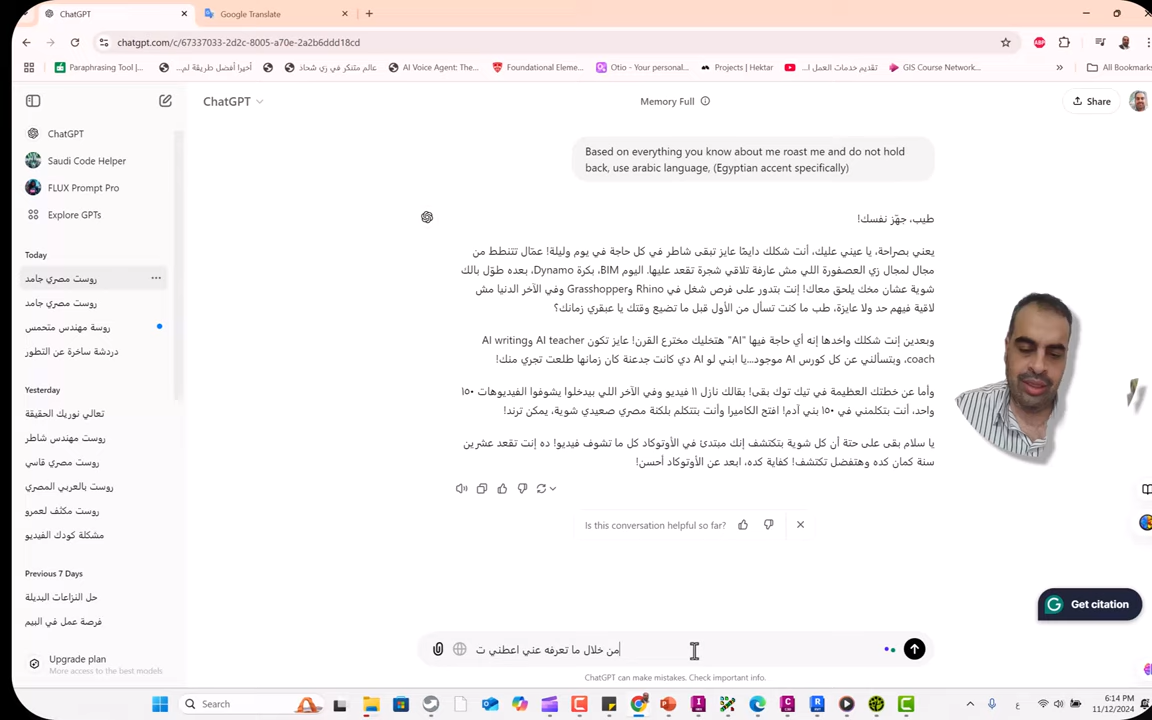 ChatGPT
Google Translate
chatgpt.com/c/67337033-2d2c-8005-a70e-2a2b6ddd18cd
Paraphrasing Tool |...
أخيرا أفضل طريقة لم...
عالم متنكر في زي شحاذ
AI Voice Agent: The...
Foundational Eleme...
Otio - Your personal...
Projects | Hektar
تقديم خدمات العمل ا...
GIS Course Network...
All Bookmarks
ChatGPT
Memory Full
Share
ChatGPT
Saudi Code Helper
FLUX Prompt Pro
Explore GPTs
Today
روست مصري جامد
روست مصري جامد
روسة مهندس متحمس
دردشة ساخرة عن التطور
Yesterday
تعالي نوريك الحقيقة
روست مهندس شاطر
روست مصري قاسي
روست بالعربي المصري
روست مكثف لعمرو
مشكلة كودك الفيديو
Previous 7 Days
حل النزاعات البديلة
فرصة عمل في البيم
Upgrade plan
More access to the best models
Based on everything you know about me roast me and do not hold
back, use arabic language, (Egyptian accent specifically)
طيب، جهّز نفسك!
يعني بصراحة، يا عيني عليك، أنت شكلك دايمًا عايز تبقى شاطر في كل حاجة في يوم وليلة! عمّال تتنطط من
مجال لمجال زي العصفورة اللي مش عارفة تلاقي شجرة تقعد عليها. اليوم BIM، بكرة Dynamo، بعده طوّل بالك
شوية عشان مخك يلحق معاك! إنت بتدور على فرص شغل في Rhino وGrasshopper وفي الآخر الدنيا مش
لاقية فيهم حد ولا عايزة، طب ما كنت تسأل من الأول قبل ما تضيع وقتك يا عبقري زمانك؟
وبعدين إنت شكلك واخدها إنه أي حاجة فيها "AI" هتخليك مخترع القرن! عايز تكون AI teacher وAI writing
coach، وبتسألني عن كل كورس AI موجود...يا ابني لو AI دي كانت جدعنة كان زمانها طلعت تجري منك!
وأما عن خطتك العظيمة في تيك توك بقى! بقالك نازل ١١ فيديو وفي الآخر اللي بيدخلوا يشوفوا الفيديوهات ١٥٠
واحد، أنت بتكلمني في ١٥٠ بني آدم! افتح الكاميرا وأنت بتتكلم بلكنة مصري صعيدي شوية، يمكن ترند!
يا سلام بقى على حتة أن كل شوية بتكتشف إنك مبتدئ في الأوتوكاد كل ما تشوف فيديو! ده إنت تقعد عشرين
سنة كمان كده وهتفضل تكتشف! كفاية كده، ابعد عن الأوتوكاد أحسن!
Is this conversation helpful so far?
Get citation
من خلال ما تعرفه عني اعطني ت
ChatGPT can make mistakes. Check important info.
Search
6:14 PM
11/12/2024